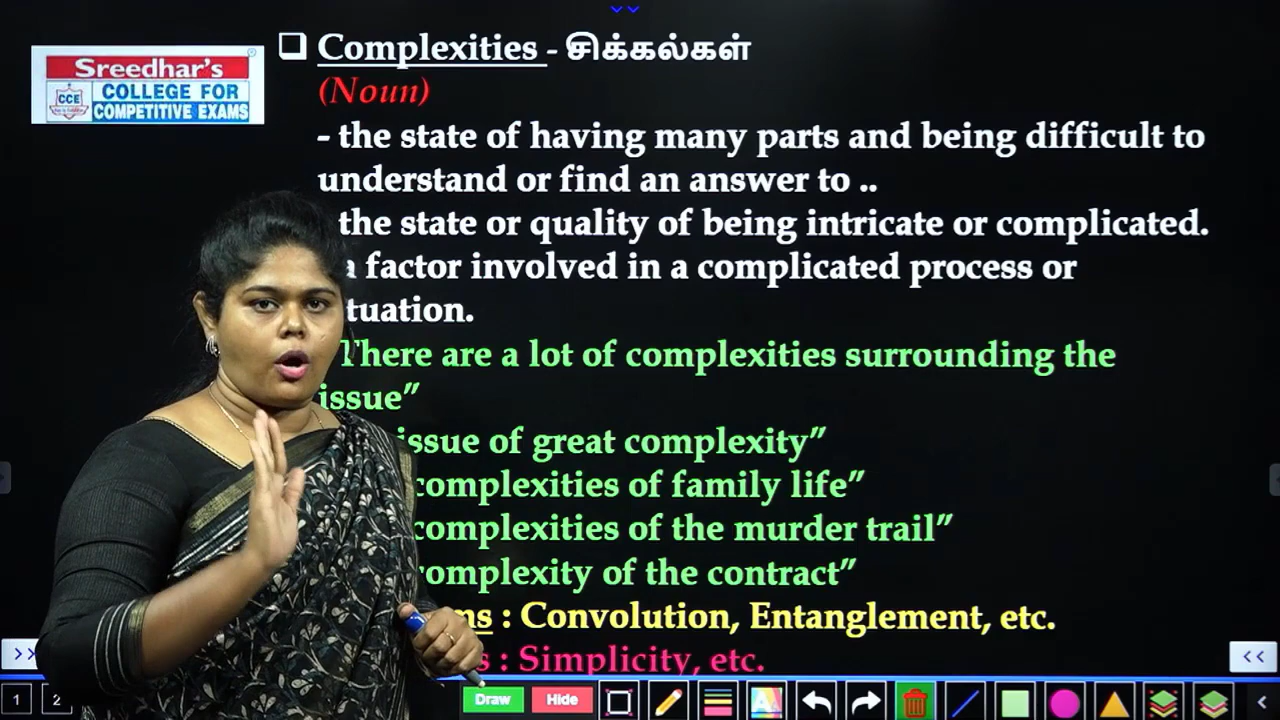 Sreedhar's
CCE
COLLEGE FOR
COMPETITIVE EXAMS
Complexities - சிக்கல்கள்
(Noun)
- the state of having many parts and being difficult to
understand or find an answer to ..
the state or quality of being intricate or complicated.
a factor involved in a complicated process or
tuation.
There are a lot of complexities surrounding the
issue”
issue of great complexity”
complexities of family life”
complexities of the murder trail”
complexity of the contract”
ms : Convolution, Entanglement, etc.
s : Simplicity, etc.
>>
<<
1 2 Draw Hide A